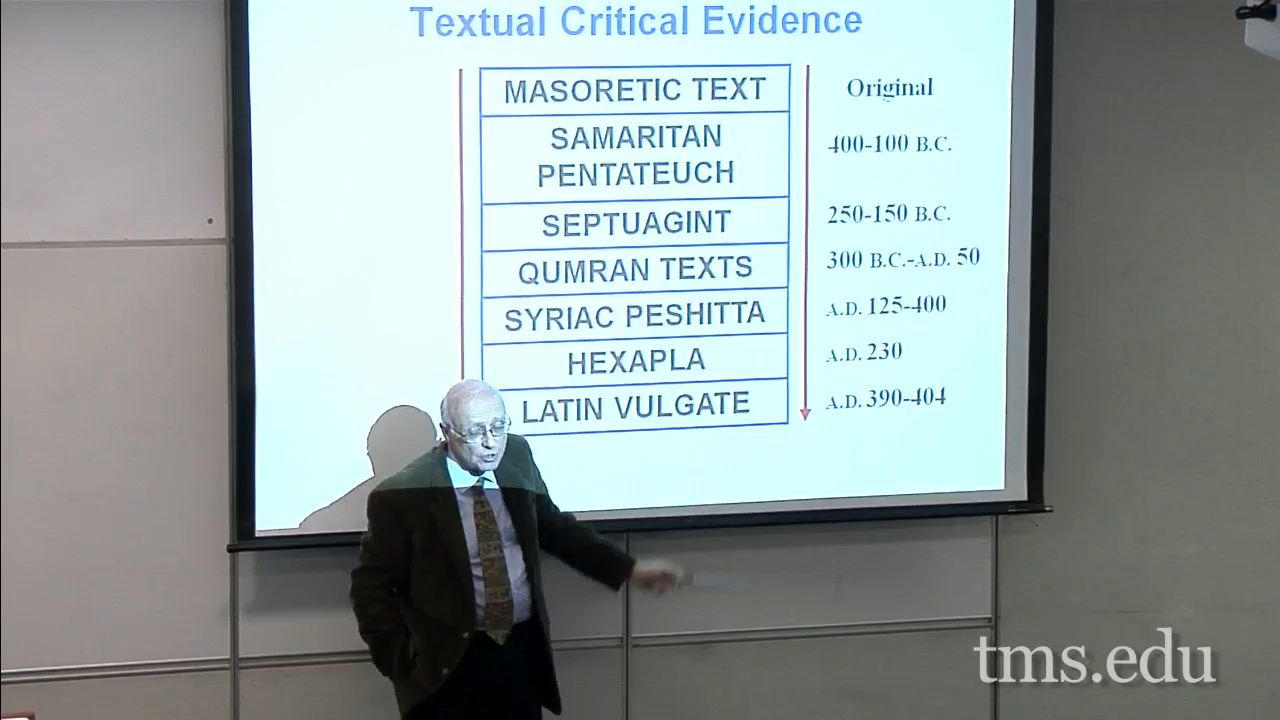 Textual Critical Evidence
MASORETIC TEXT Original
SAMARITAN
PENTATEUCH 400-100 B.C.
SEPTUAGINT 250-150 B.C.
QUMRAN TEXTS 300 B.C.-A.D. 50
SYRIAC PESHITTA A.D. 125-400
HEXAPLA A.D. 230
LATIN VULGATE A.D. 390-404
tms.edu